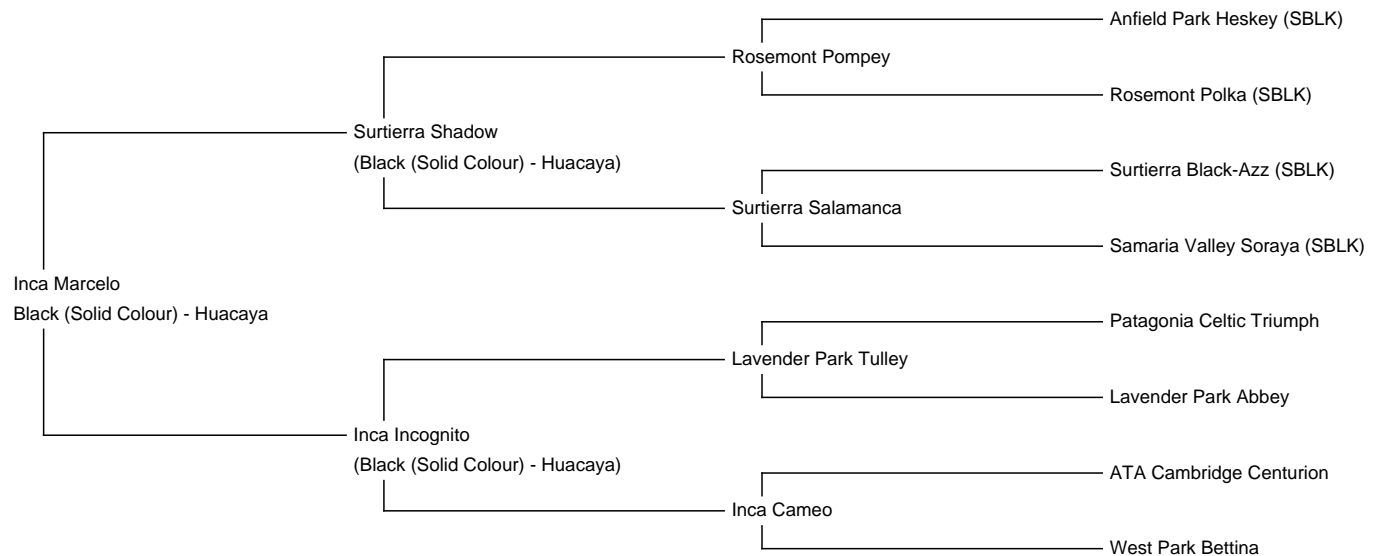 Anfield Park Heskey (SBLK)
Rosemont Pompey
Rosemont Polka (SBLK)
Surtierra Shadow
(Black (Solid Colour) - Huacaya)
Surtierra Black-Azz (SBLK)
Surtierra Salamanca
Samaria Valley Soraya (SBLK)
Inca Marcelo
Black (Solid Colour) - Huacaya
Patagonia Celtic Triumph
Lavender Park Tulley
Lavender Park Abbey
Inca Incognito
(Black (Solid Colour) - Huacaya)
ATA Cambridge Centurion
Inca Cameo
West Park Bettina